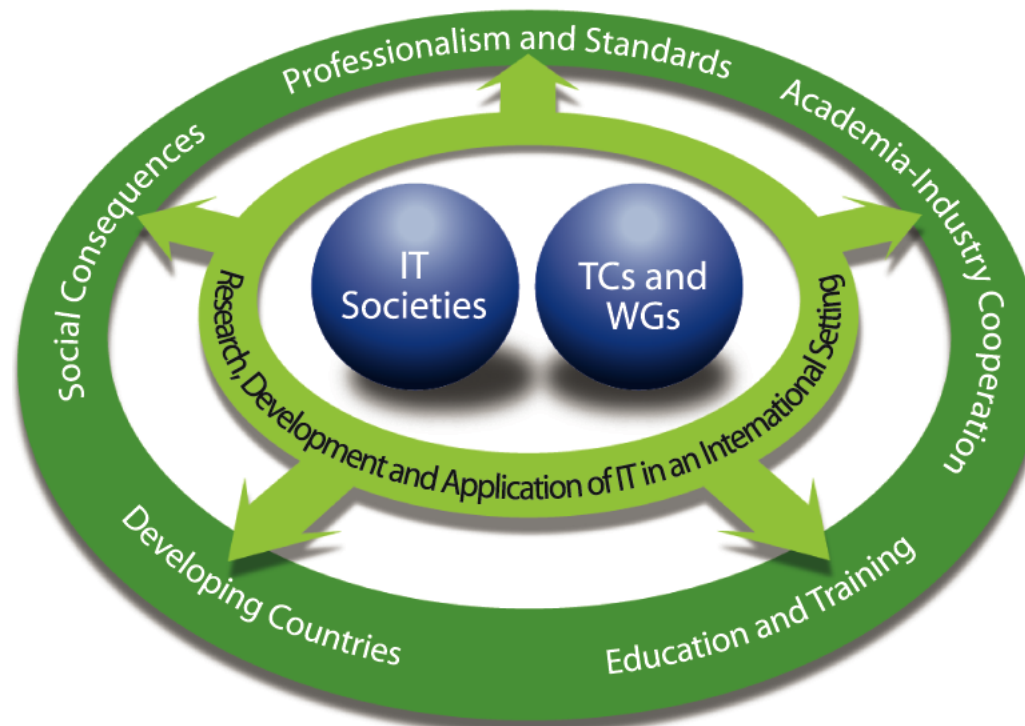 Professionalism and Standards
Academia-Industry Cooperation
Social Consequences
IT
Societies
TCs and
WGs
Research, Development and Application of IT in an International Setting
Developing Countries
Education and Training